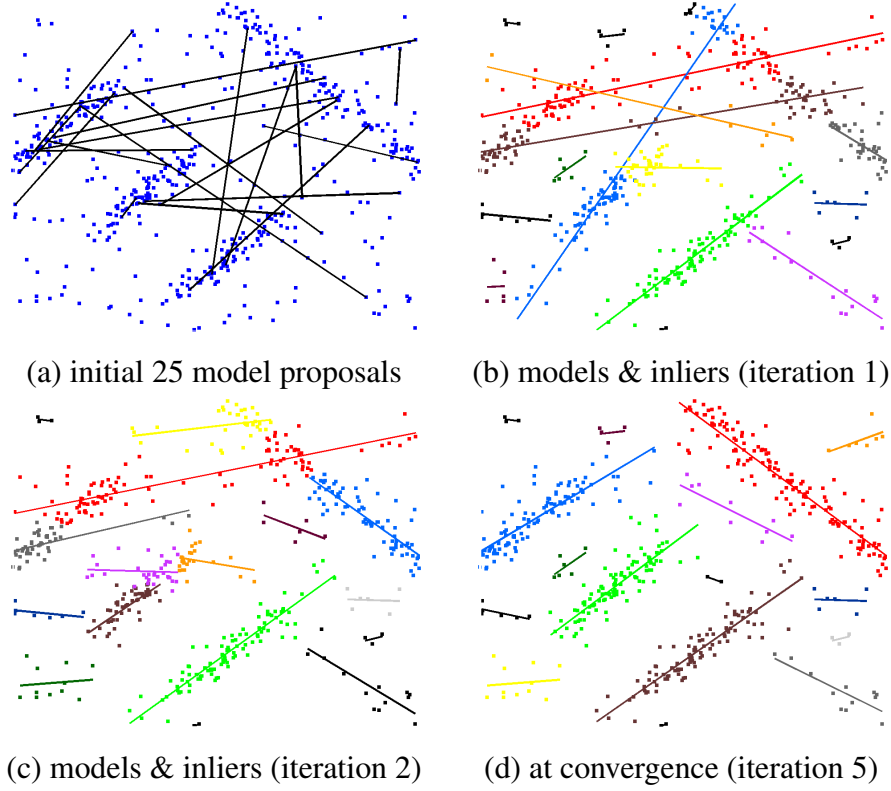 (a) initial 25 model proposals
(b) models & inliers (iteration 1)
(c) models & inliers (iteration 2)
(d) at convergence (iteration 5)